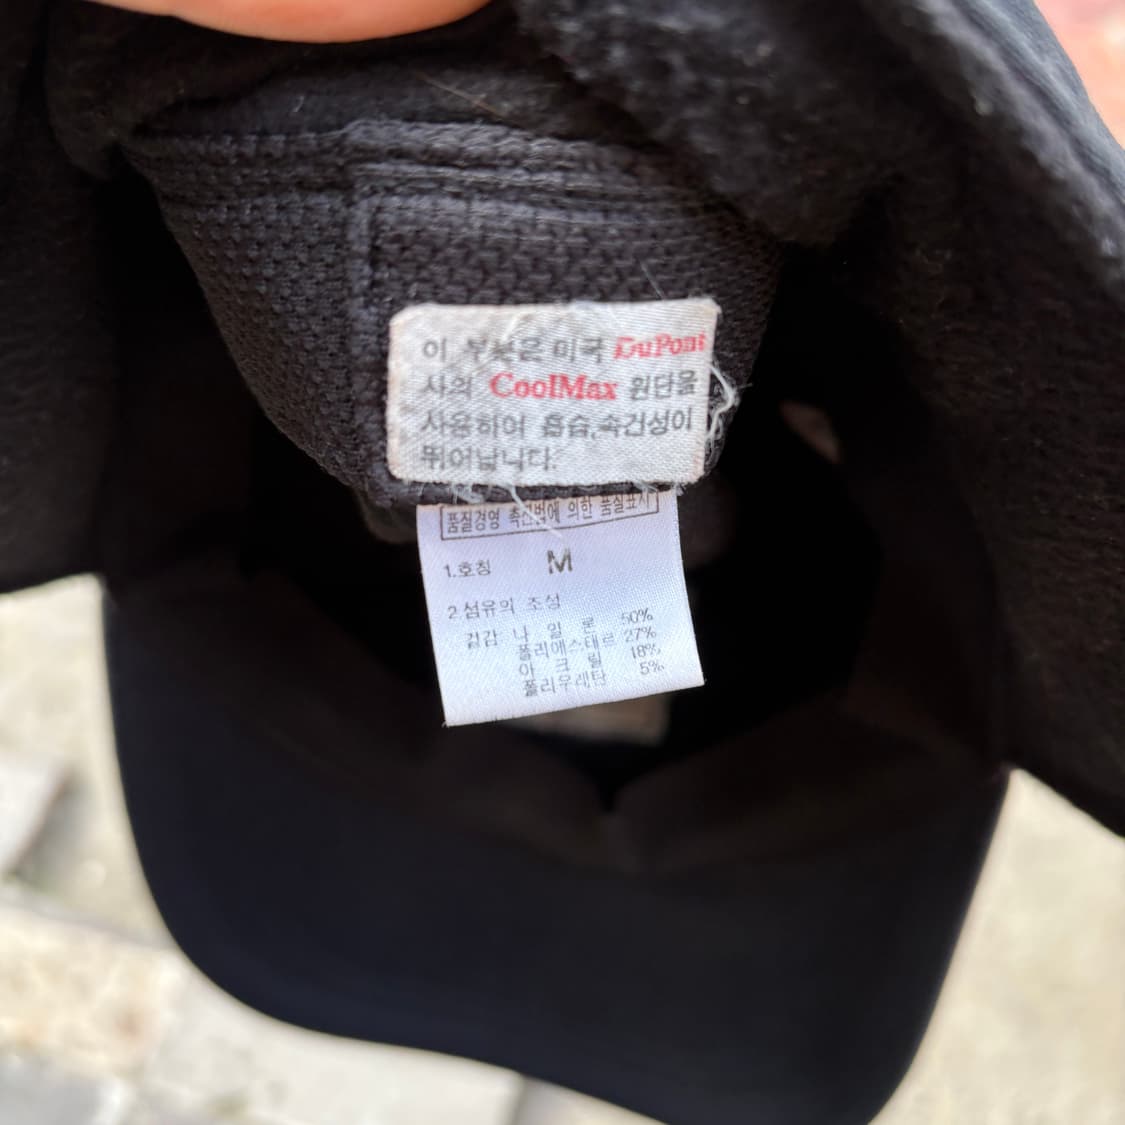 이 부분은 미국 DuPont
사의 CoolMax 원단을
사용하여 흡습,속건성이
뛰어납니다.
품질경영 촉진법에 의한 품질표시
1.호칭 M
2.섬유의 조성
겉감 나일론 50%
폴리에스테르 27%
아크릴 18%
폴리우레탄 5%